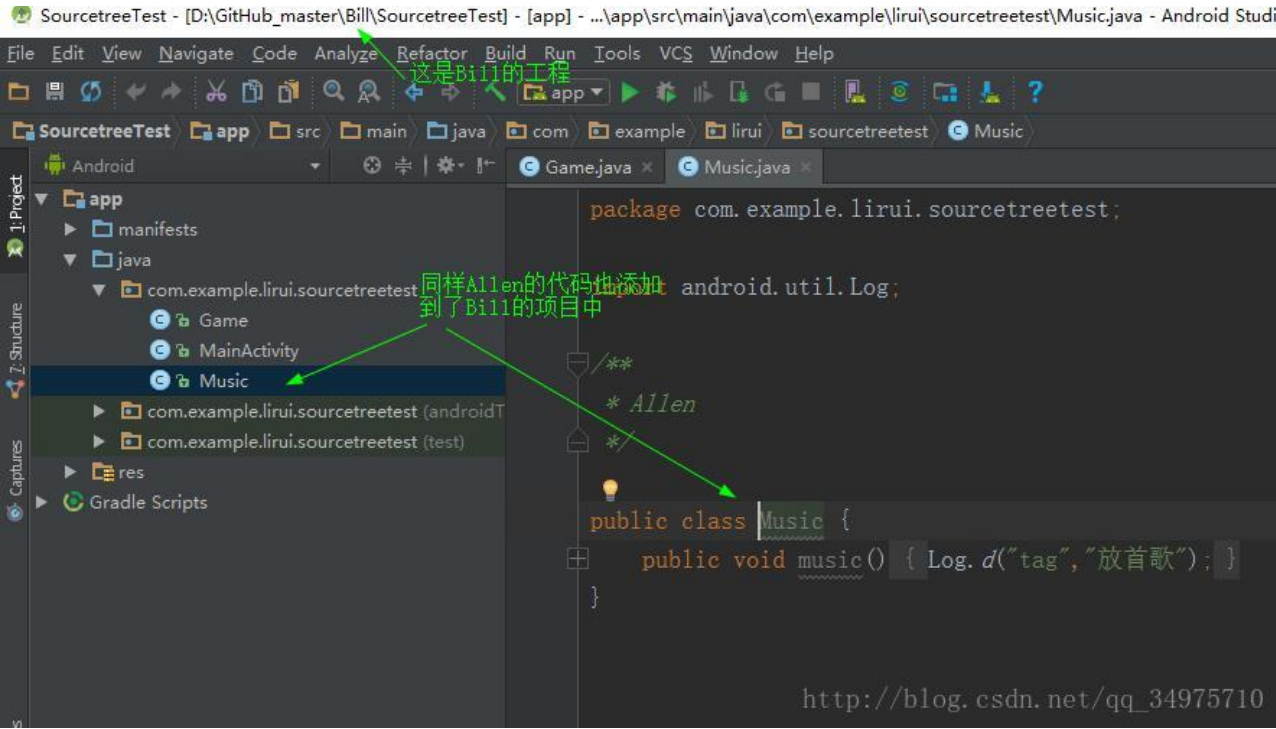 SourcetreeTest - [D:\GitHub_master\Bill\SourcetreeTest] - [app] - ...\app\src\main\java\com\example\lirui\sourcetreetest\Music.java - Android Studi
File Edit View Navigate Code Analyze Refactor Build Run Tools VCS Window Help
这是Bill的工程
app
SourcetreeTest app src main java com example lirui sourcetreetest Music
Android
Game.java Music.java
1: Project
7: Structure
Captures
app
manifests
java
com.example.lirui.sourcetreetest
Game
MainActivity
Music
com.example.lirui.sourcetreetest (androidT
com.example.lirui.sourcetreetest (test)
res
Gradle Scripts
同样Allen的代码也添加
到了Bill的项目中
package com.example.lirui.sourcetreetest;
import android.util.Log;
/**
* Allen
*/
public class Music {
public void music() { Log.d("tag","放首歌"); }
}
http://blog.csdn.net/qq_34975710